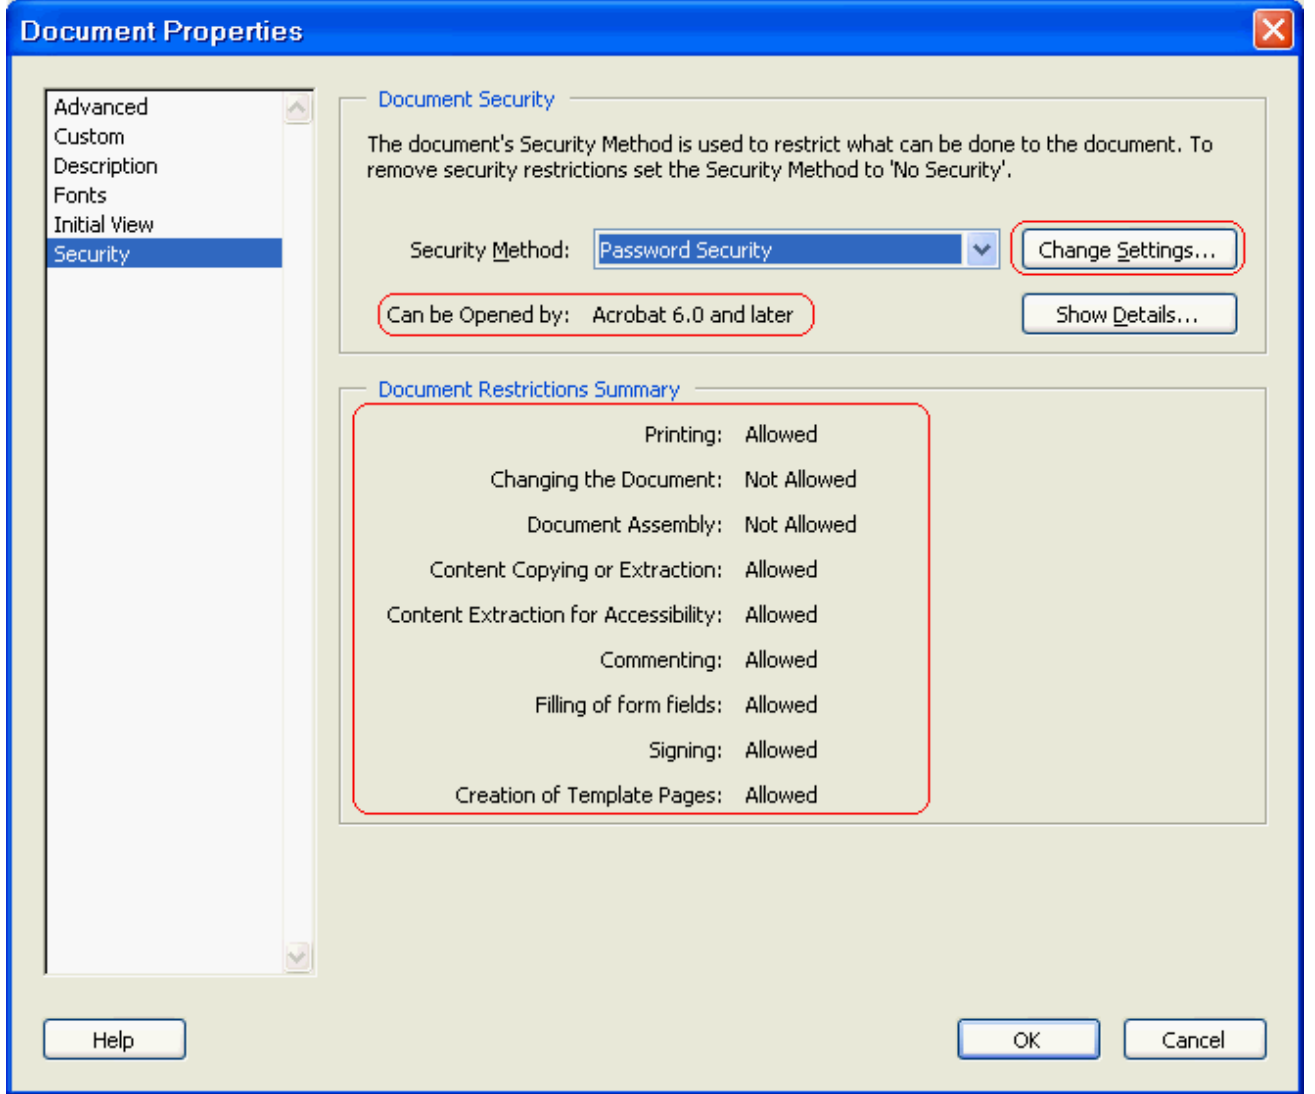 Document Properties
Advanced
Custom
Description
Fonts
Initial View
Security
Document Security
The document's Security Method is used to restrict what can be done to the document. To
remove security restrictions set the Security Method to 'No Security'.
Security Method: Password Security Change Settings...
Can be Opened by: Acrobat 6.0 and later Show Details...
Document Restrictions Summary
Printing: Allowed
Changing the Document: Not Allowed
Document Assembly: Not Allowed
Content Copying or Extraction: Allowed
Content Extraction for Accessibility: Allowed
Commenting: Allowed
Filling of form fields: Allowed
Signing: Allowed
Creation of Template Pages: Allowed
Help OK Cancel